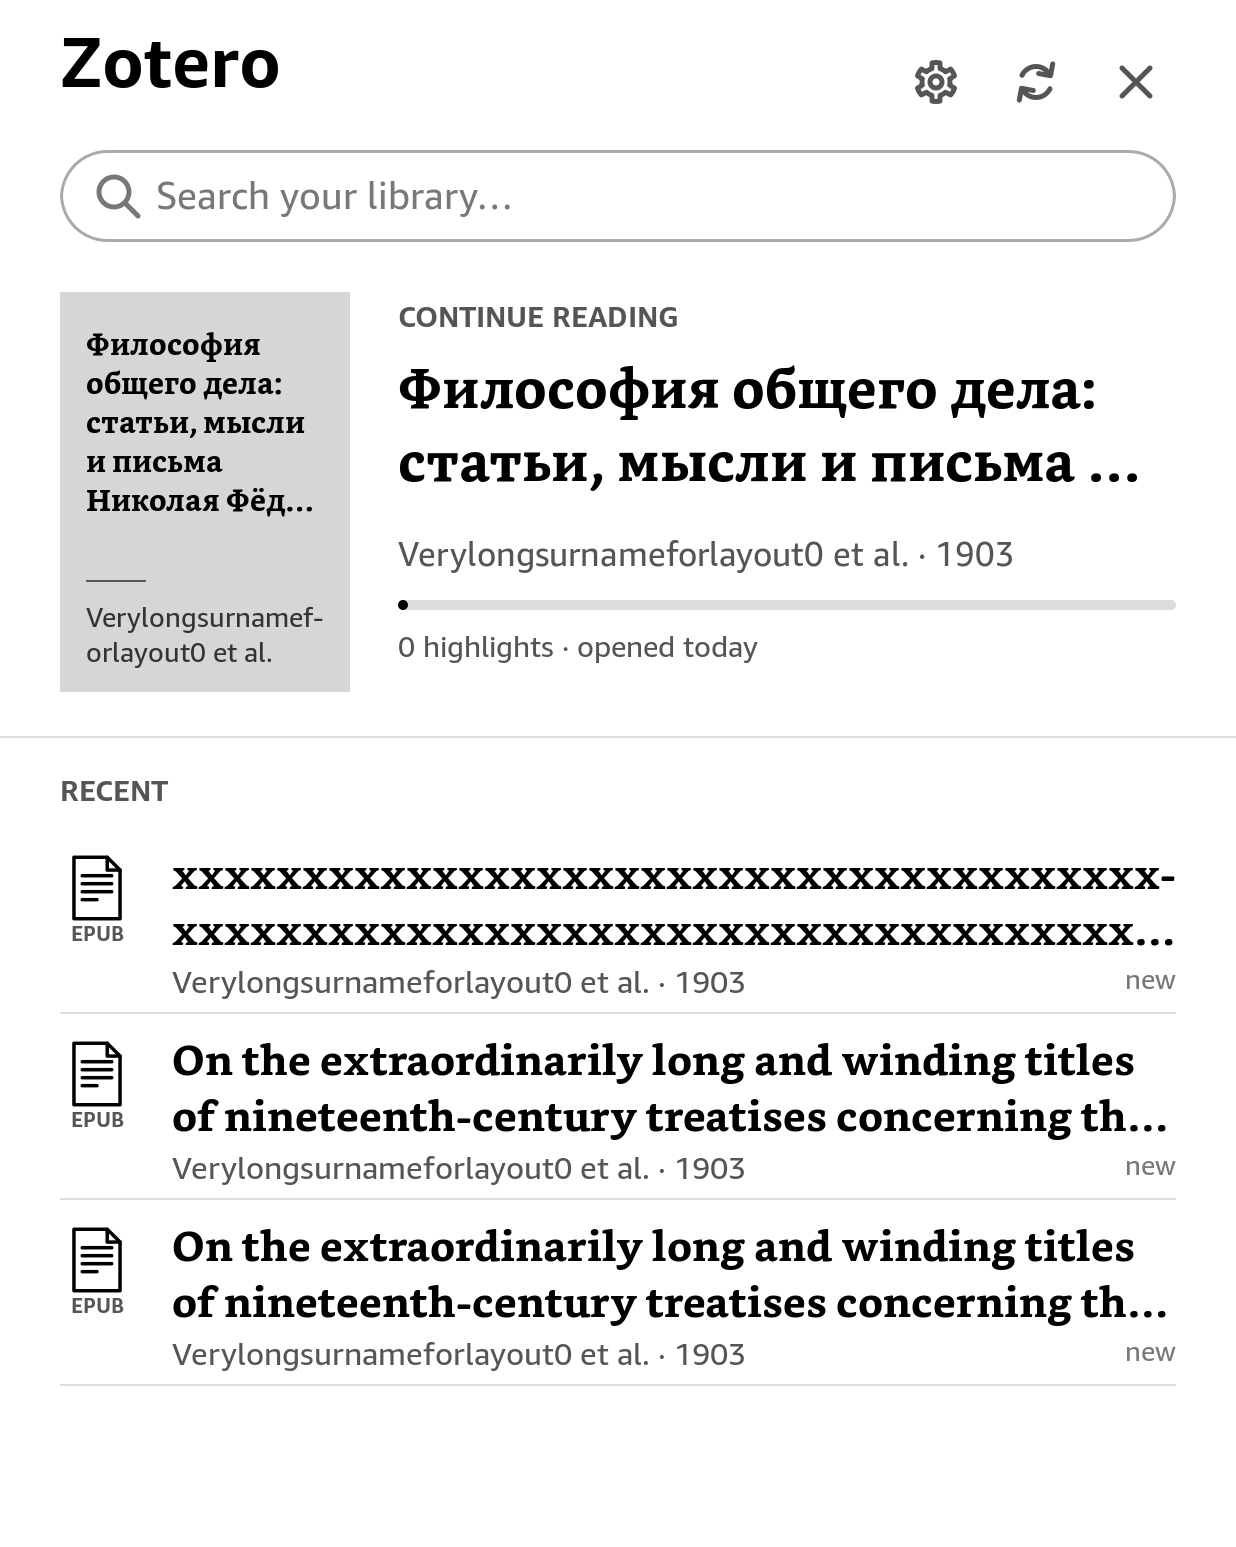 Zotero
Search your library…
Философия
общего дела:
статьи, мысли
и письма
Николая Фёд…
Verylongsurnamef-
orlayout0 et al.
CONTINUE READING
Философия общего дела:
статьи, мысли и письма …
Verylongsurnameforlayout0 et al. · 1903
0 highlights · opened today
RECENT
EPUB
xxxxxxxxxxxxxxxxxxxxxxxxxxxxxxxxxxxxxx-
xxxxxxxxxxxxxxxxxxxxxxxxxxxxxxxxxxxxx…
Verylongsurnameforlayout0 et al. · 1903
new
EPUB
On the extraordinarily long and winding titles
of nineteenth-century treatises concerning th…
Verylongsurnameforlayout0 et al. · 1903
new
EPUB
On the extraordinarily long and winding titles
of nineteenth-century treatises concerning th…
Verylongsurnameforlayout0 et al. · 1903
new